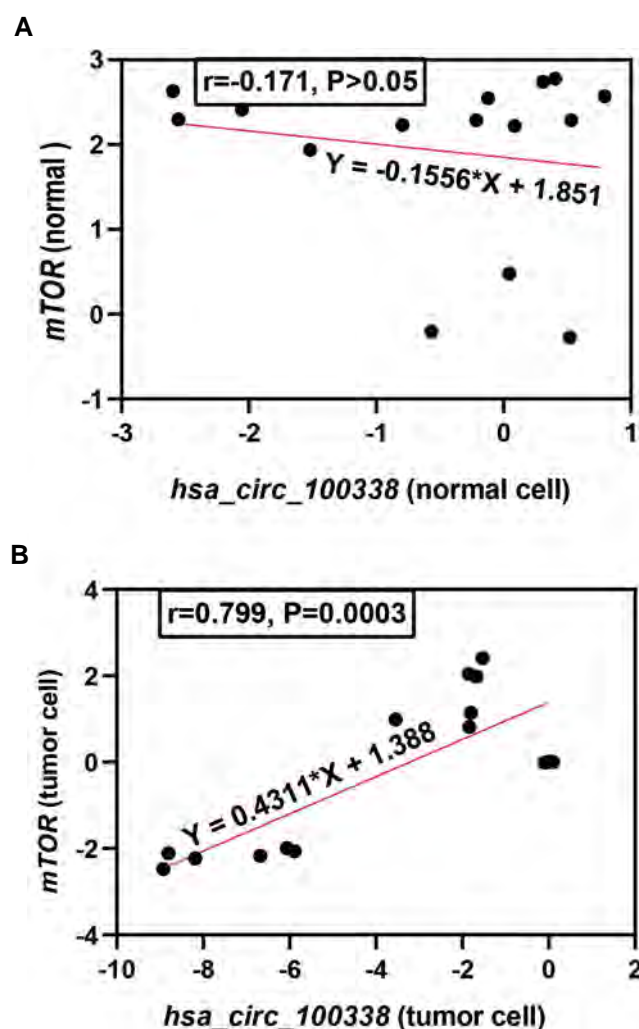 A
r=-0.171, P>0.05
3
2
1
0
-1
mTOR (normal )
Y = -0.1556*X + 1.851
-3 -2 -1 0 1
hsa_circ_100338 (normal cell)
B
r=0.799, P=0.0003
4
2
0
-2
-4
mTOR (tumor cell)
Y = 0.4311*X + 1.388
-10 -8 -6 -4 -2 0 2
hsa_circ_100338 (tumor cell)